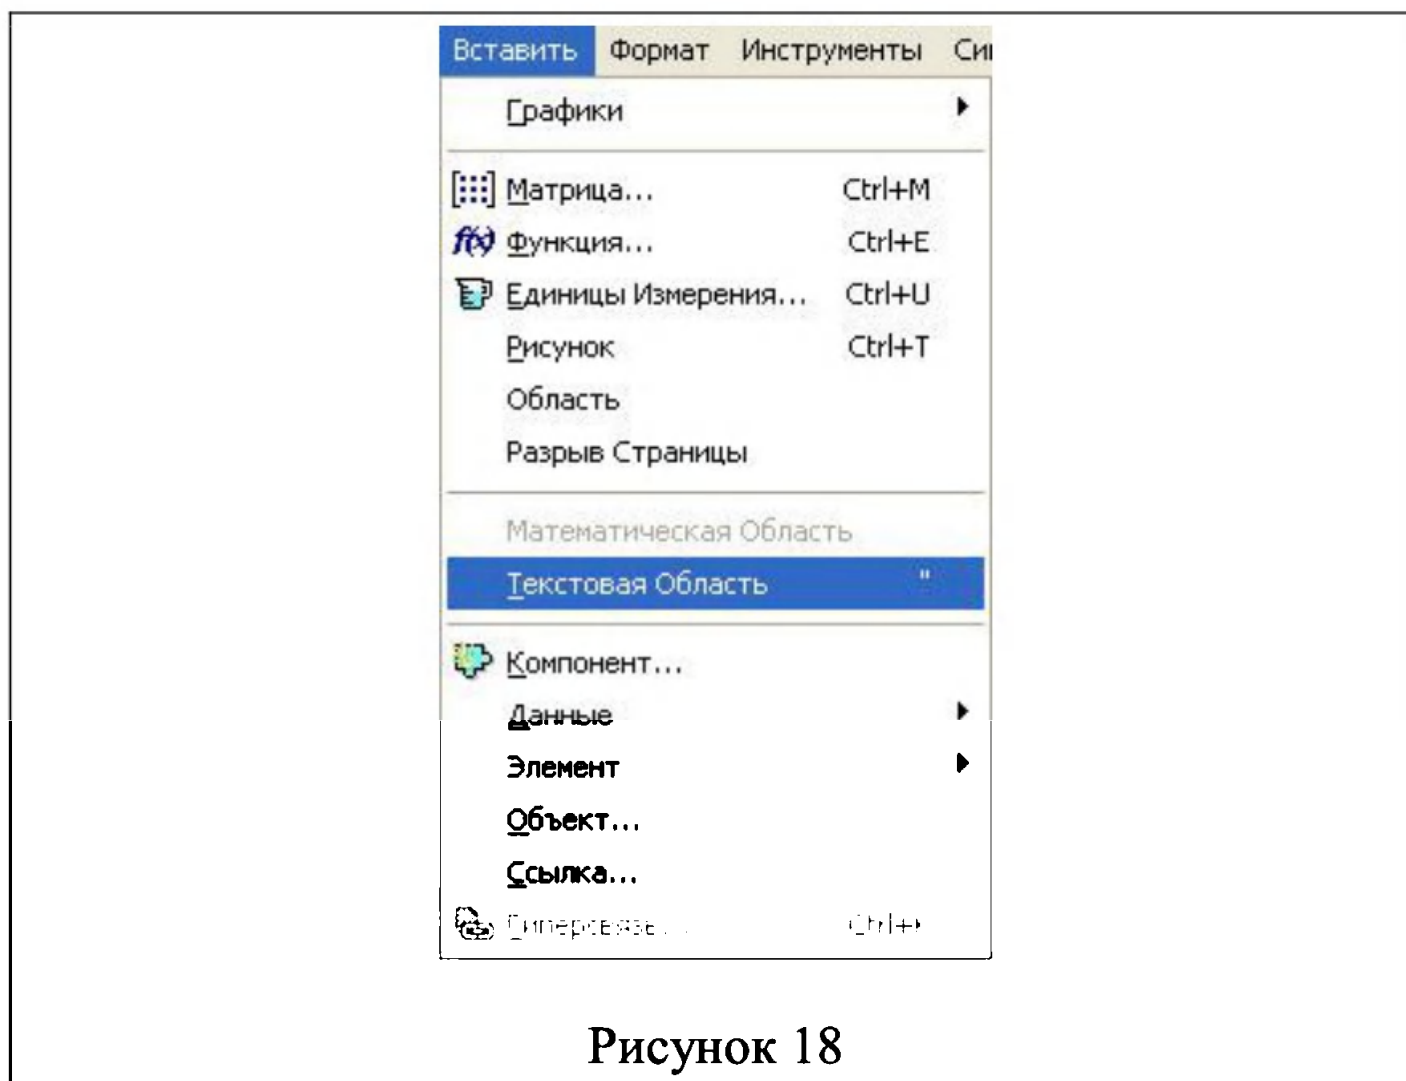 Вставить Формат Инструменты
Графики
Матрица... Ctrl+M
Функция... Ctrl+E
Единицы Измерения... Ctrl+U
Рисунок Ctrl+T
Область
Разрыв Страницы
Математическая Область
Текстовая Область "
Компонент...
Данные
Элемент
Объект...
Ссылка...
Гиперсвязь...
Рисунок 18